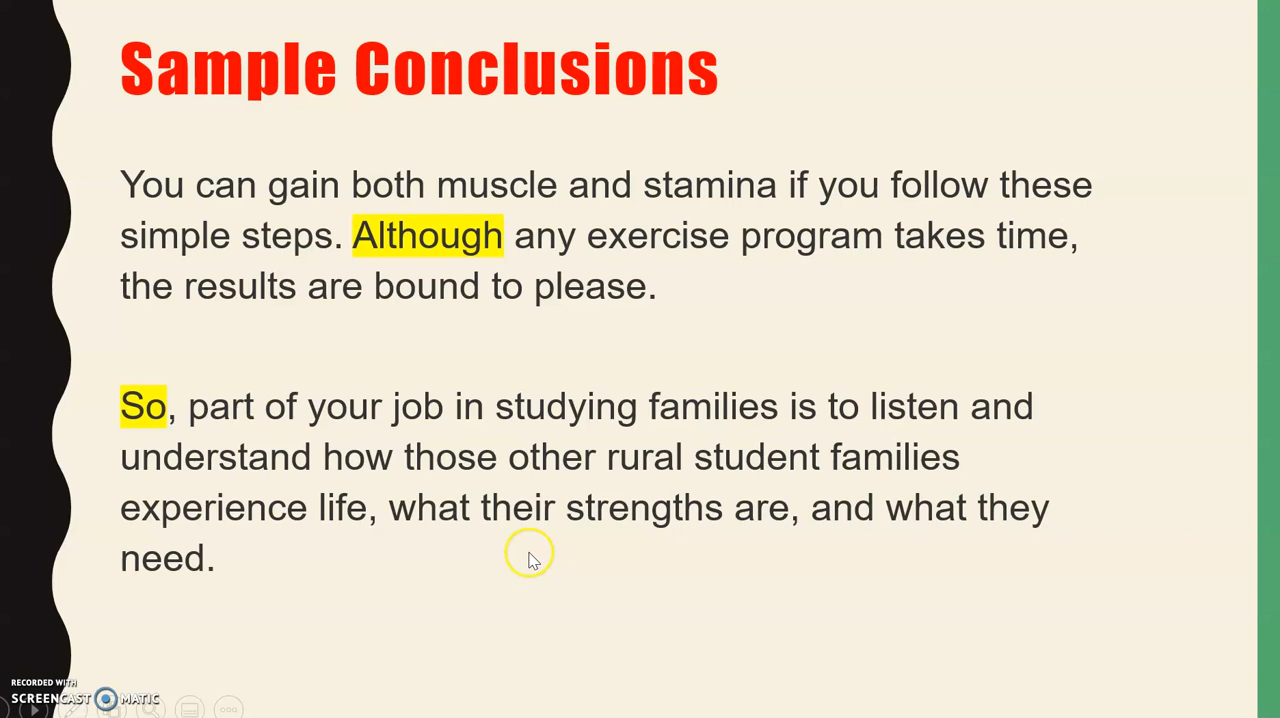 Sample Conclusions
You can gain both muscle and stamina if you follow these
simple steps. Although any exercise program takes time,
the results are bound to please.
So, part of your job in studying families is to listen and
understand how those other rural student families
experience life, what their strengths are, and what they
need.
RECORDED WITH
SCREENCAST MATIC